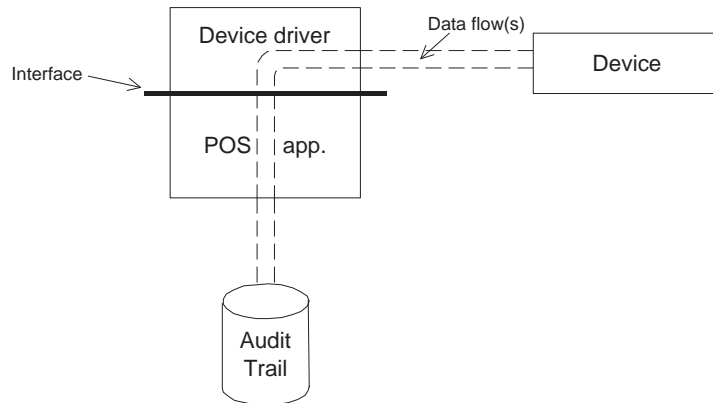 Device driver
Data flow(s)
Device
Interface
POS app.
Audit
Trail